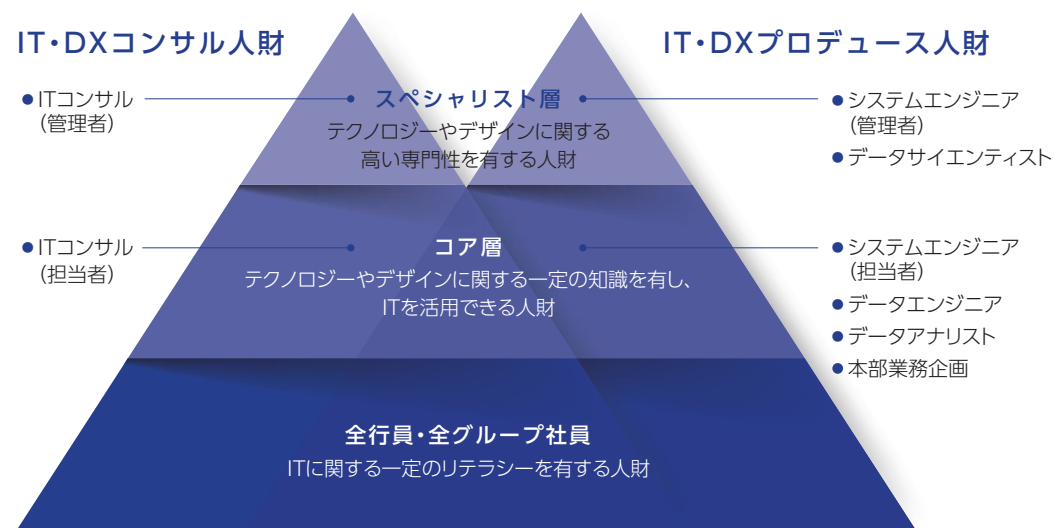 IT・DXコンサル人財
IT・DXプロデュース人財
●ITコンサル
(管理者)
スペシャリスト層
テクノロジーやデザインに関する
高い専門性を有する人財
●システムエンジニア
(管理者)
●データサイエンティスト
●ITコンサル
(担当者)
コア層
テクノロジーやデザインに関する一定の知識を有し、
ITを活用できる人財
●システムエンジニア
(担当者)
●データエンジニア
●データアナリスト
●本部業務企画
全行員・全グループ社員
ITに関する一定のリテラシーを有する人財